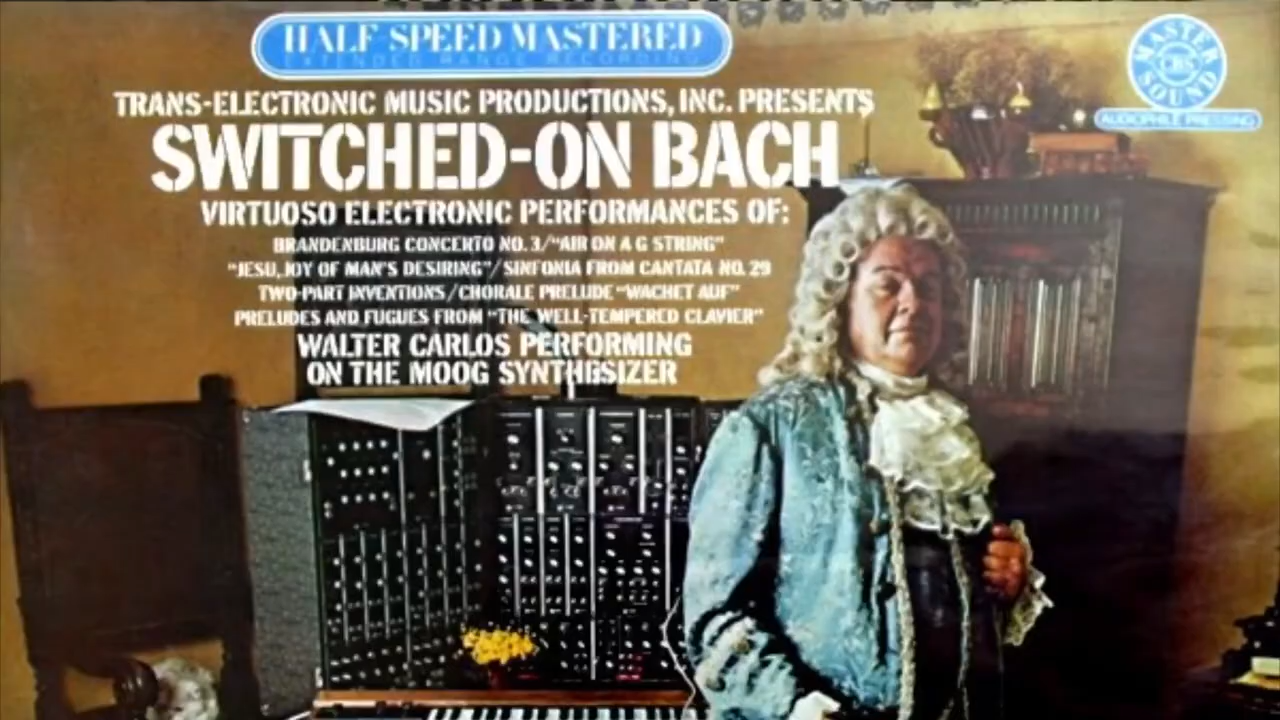 HALF SPEED MASTERED
EXTENDED RANGE RECORDING
MASTER SOUND
CBS
AUDIOPHILE PRESSING
TRANS-ELECTRONIC MUSIC PRODUCTIONS, INC. PRESENTS
SWITCHED-ON BACH
VIRTUOSO ELECTRONIC PERFORMANCES OF:
BRANDENBURG CONCERTO NO. 3/"AIR ON A G STRING"
"JESU, JOY OF MAN'S DESIRING"/SINFONIA FROM CANTATA NO. 29
TWO-PART INVENTIONS/CHORALE PRELUDE "WACHET AUF"
PRELUDES AND FUGUES FROM "THE WELL-TEMPERED CLAVIER"
WALTER CARLOS PERFORMING
ON THE MOOG SYNTHESIZER